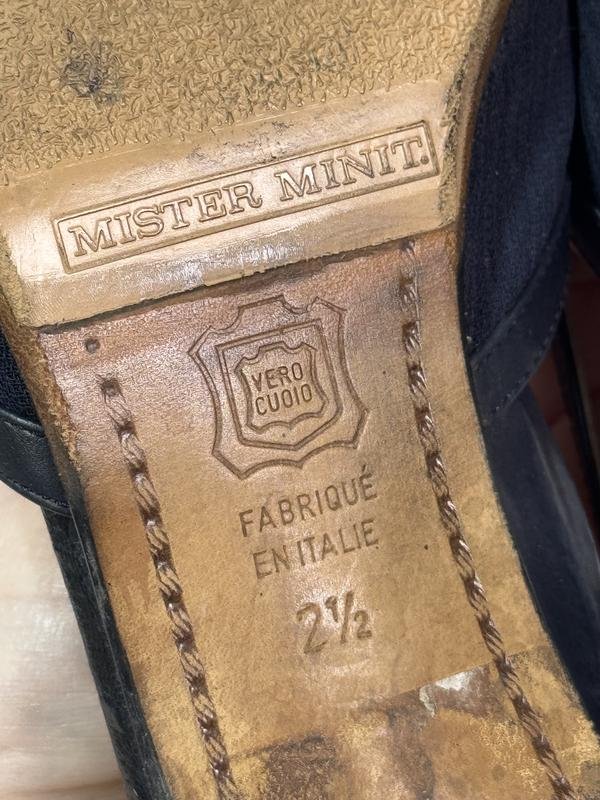 MISTER MINIT.
VERO
CUOIO
FABRIQUÉ
EN ITALIE
2½